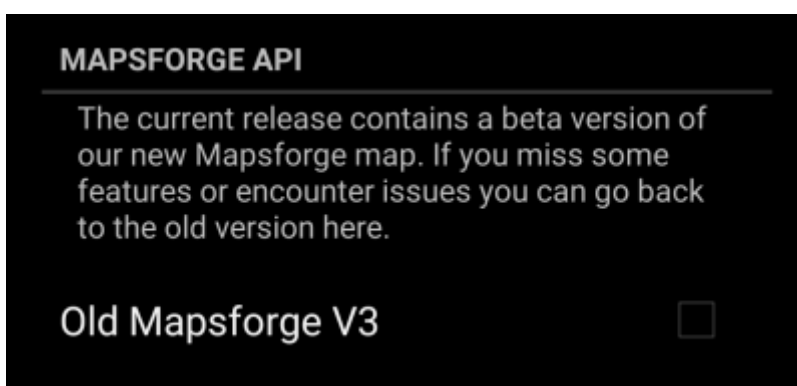 MAPSFORGE API
The current release contains a beta version of
our new Mapsforge map. If you miss some
features or encounter issues you can go back
to the old version here.
Old Mapsforge V3